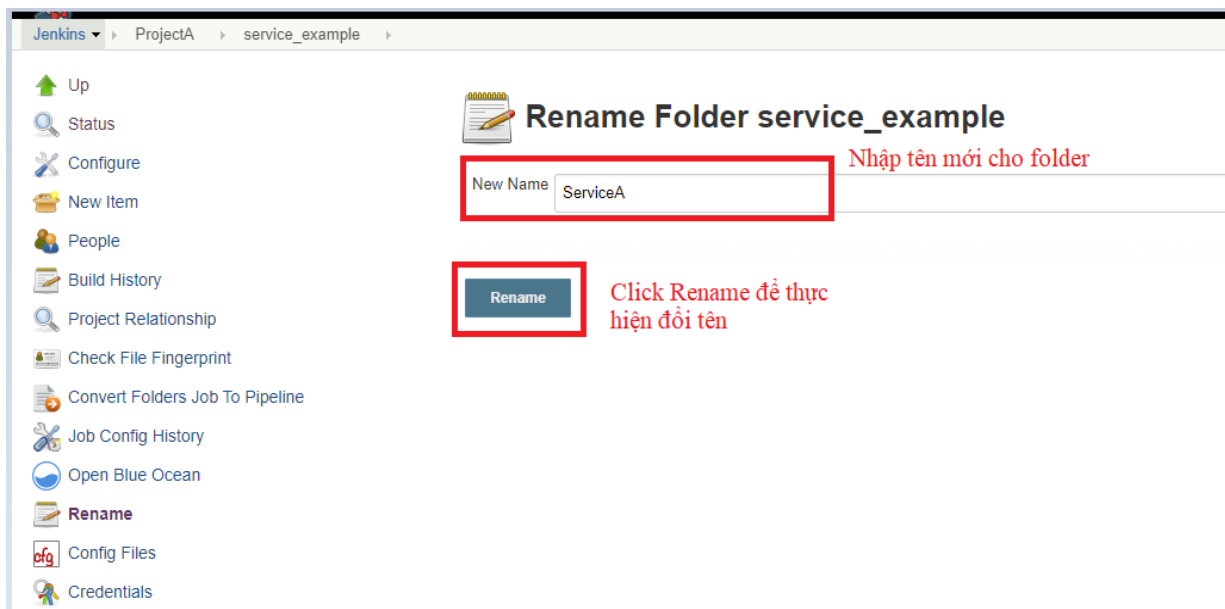 Jenkins ProjectA service_example
Up
Status
Configure
New Item
People
Build History
Project Relationship
Check File Fingerprint
Convert Folders Job To Pipeline
Job Config History
Open Blue Ocean
Rename
cfg Config Files
Credentials
Rename Folder service_example
Nhập tên mới cho folder
New Name ServiceA
Rename
Click Rename để thực
hiện đổi tên